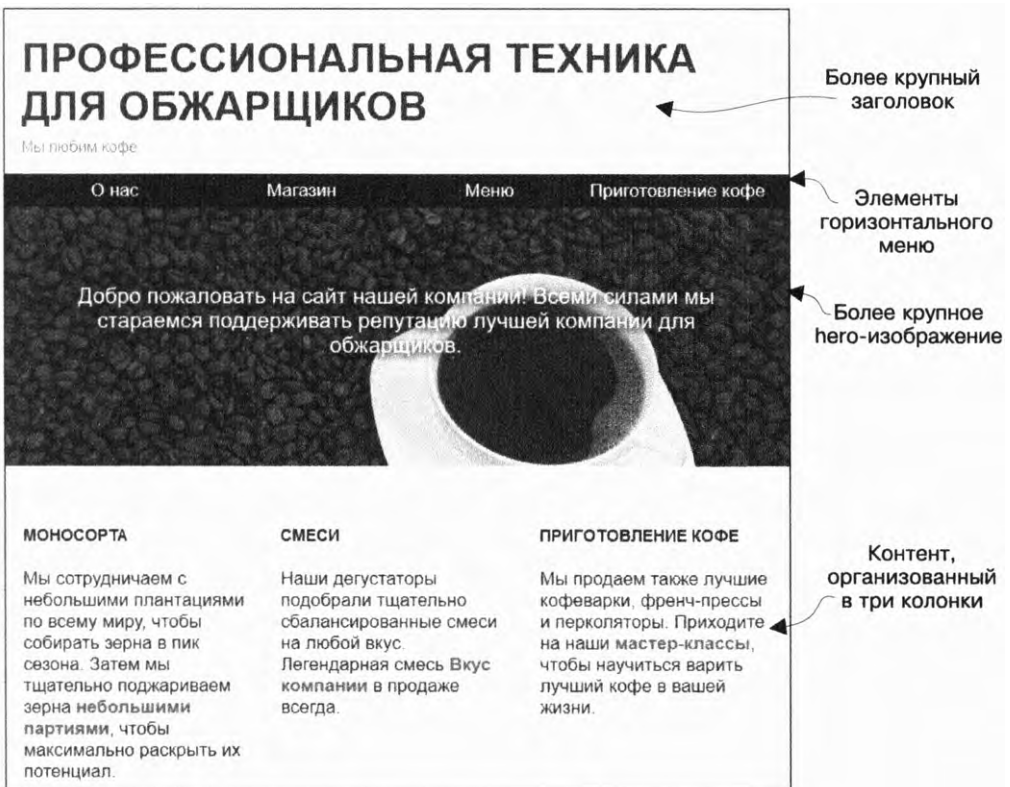 ПРОФЕССИОНАЛЬНАЯ ТЕХНИКА
ДЛЯ ОБЖАРЩИКОВ
Мы любим кофе
О нас Магазин Меню Приготовление кофе
Добро пожаловать на сайт нашей компании! Всеми силами мы
стараемся поддерживать репутацию лучшей компании для
обжарщиков.
МОНОСОРТА
Мы сотрудничаем с
небольшими плантациями
по всему миру, чтобы
собирать зерна в пик
сезона. Затем мы
тщательно поджариваем
зерна небольшими
партиями, чтобы
максимально раскрыть их
потенциал.
СМЕСИ
Наши дегустаторы
подобрали тщательно
сбалансированные смеси
на любой вкус.
Легендарная смесь Вкус
компании в продаже
всегда.
ПРИГОТОВЛЕНИЕ КОФЕ
Мы продаем также лучшие
кофеварки, френч-прессы
и перколяторы. Приходите
на наши мастер-классы,
чтобы научиться варить
лучший кофе в вашей
жизни.
Более крупный
заголовок
Элементы
горизонтального
меню
Более крупное
hero-изображение
Контент,
организованный
в три колонки